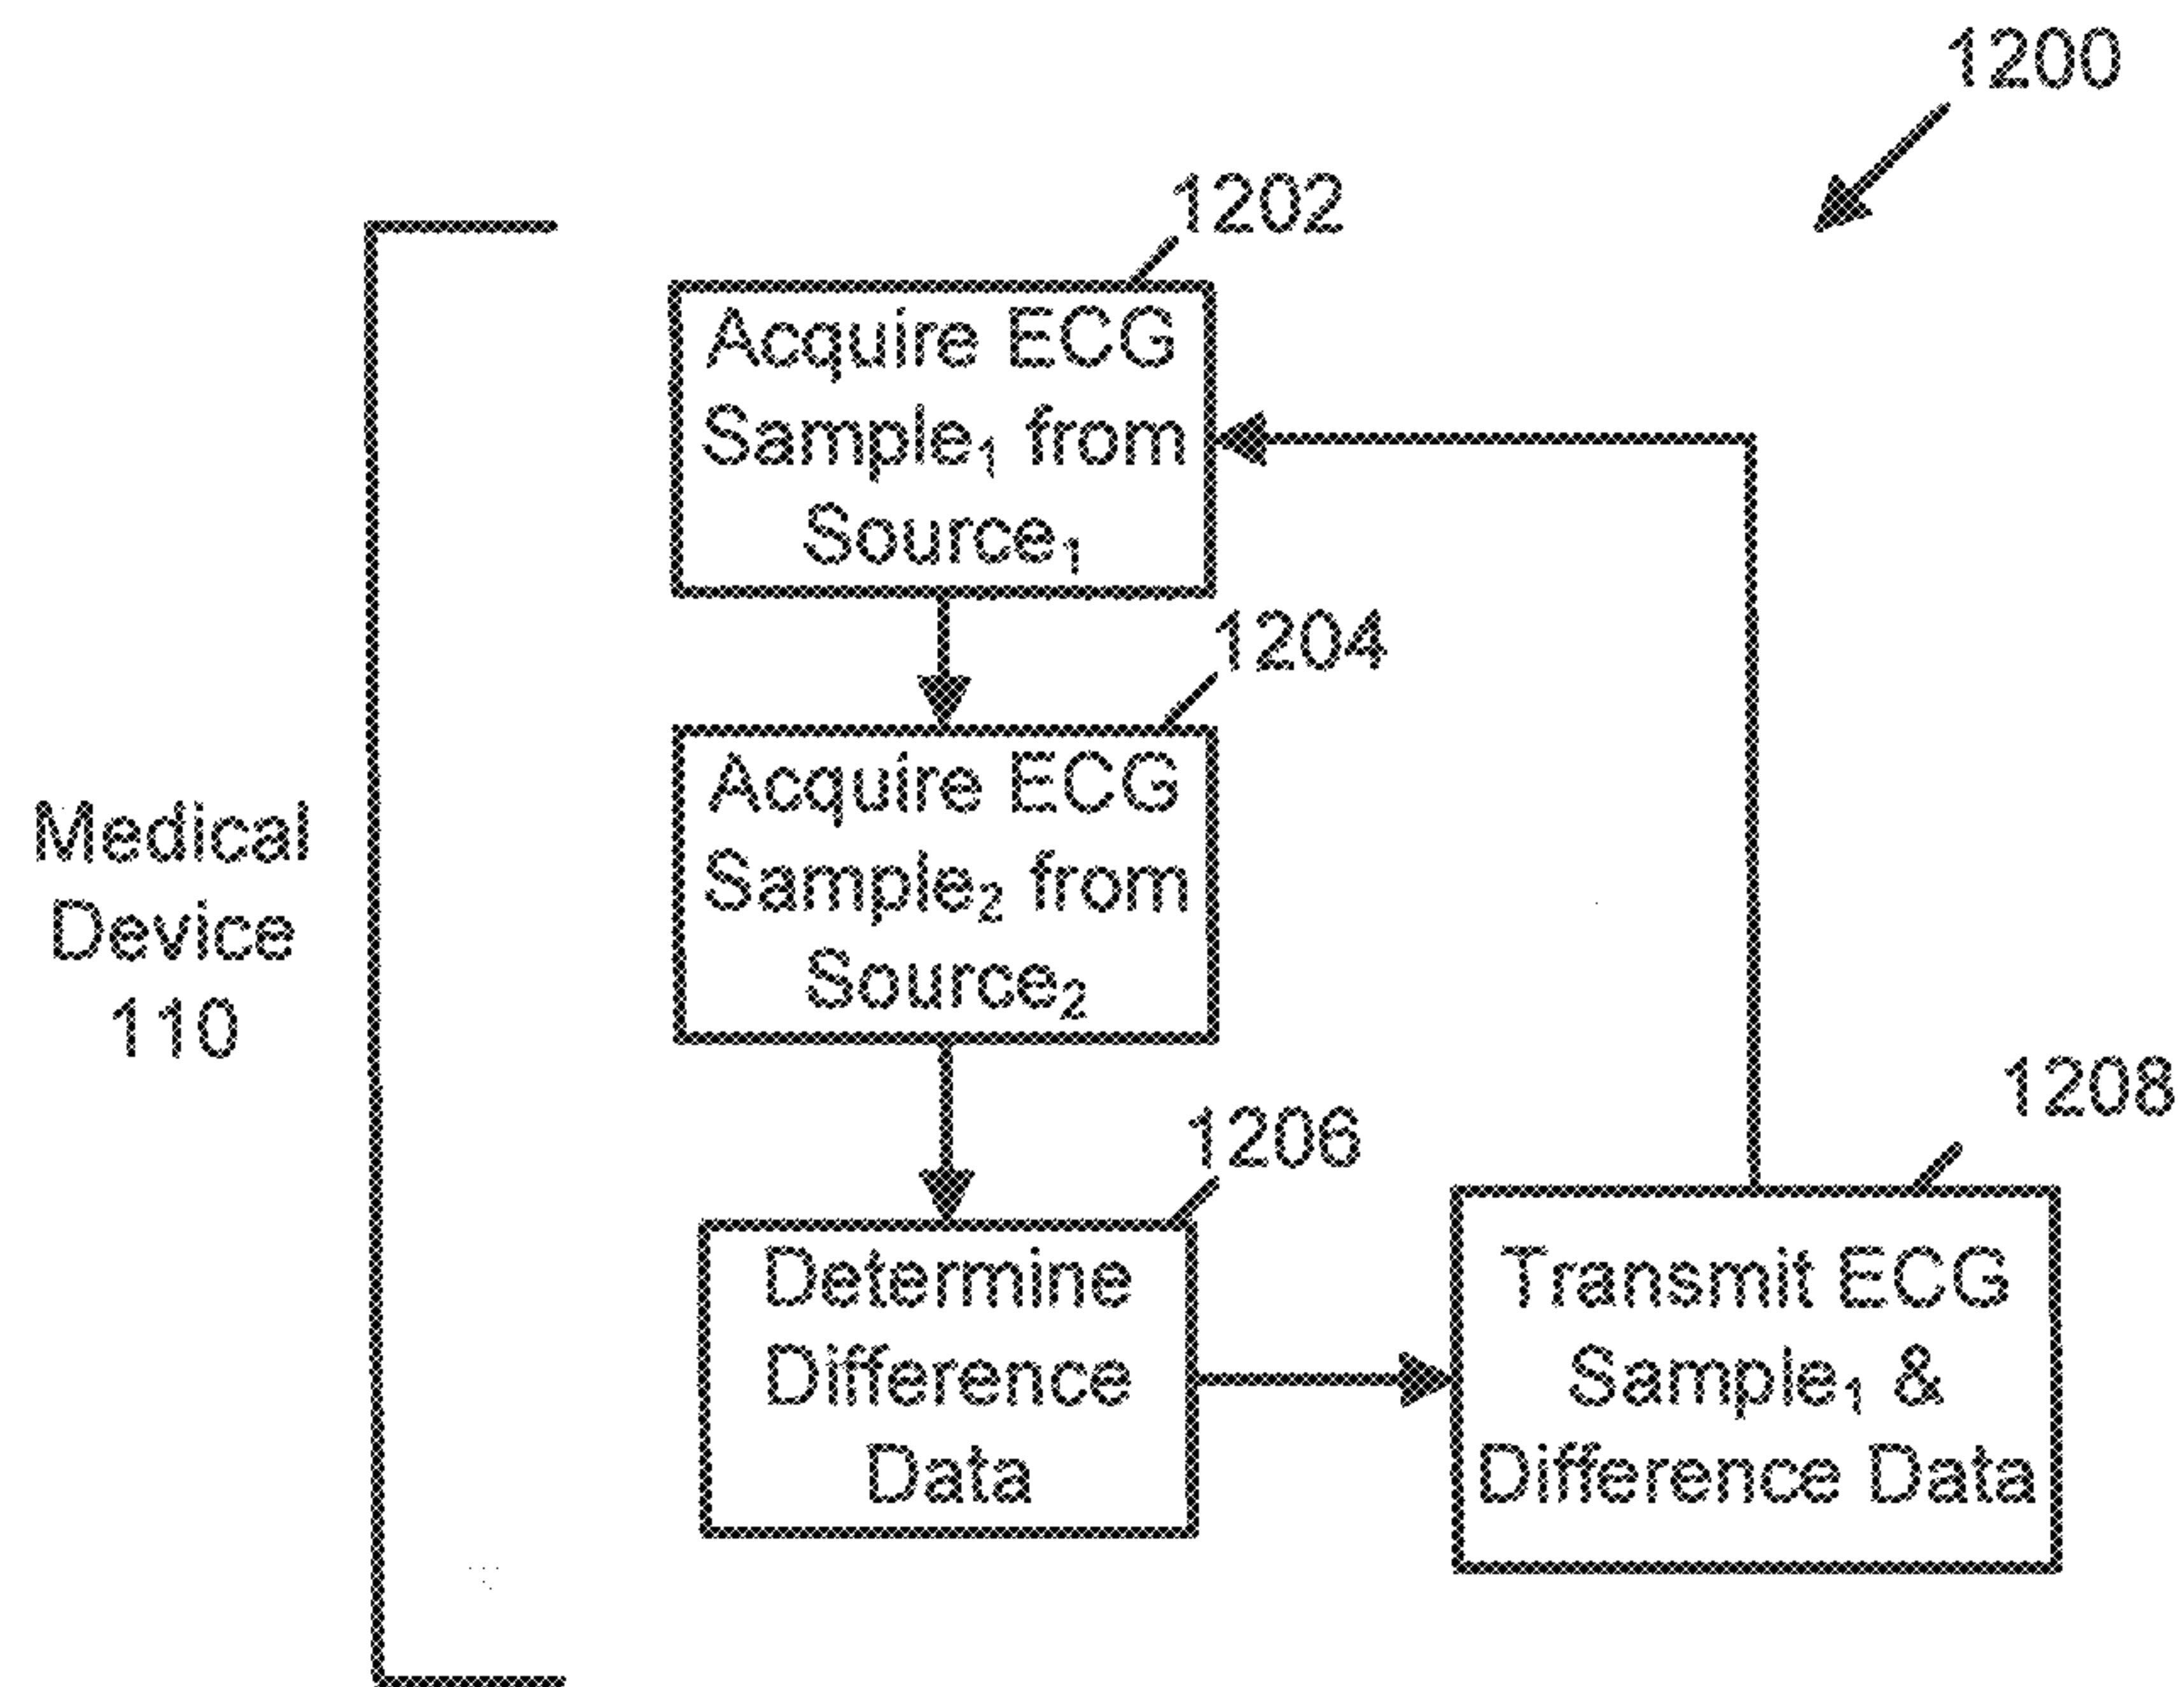 1200
1202
Acquire ECG
Sample₁ from
Source₁
1204
Acquire ECG
Sample₂ from
Source₂
Medical
Device
110
1206
Determine
Difference
Data
1208
Transmit ECG
Sample₁ &
Difference Data